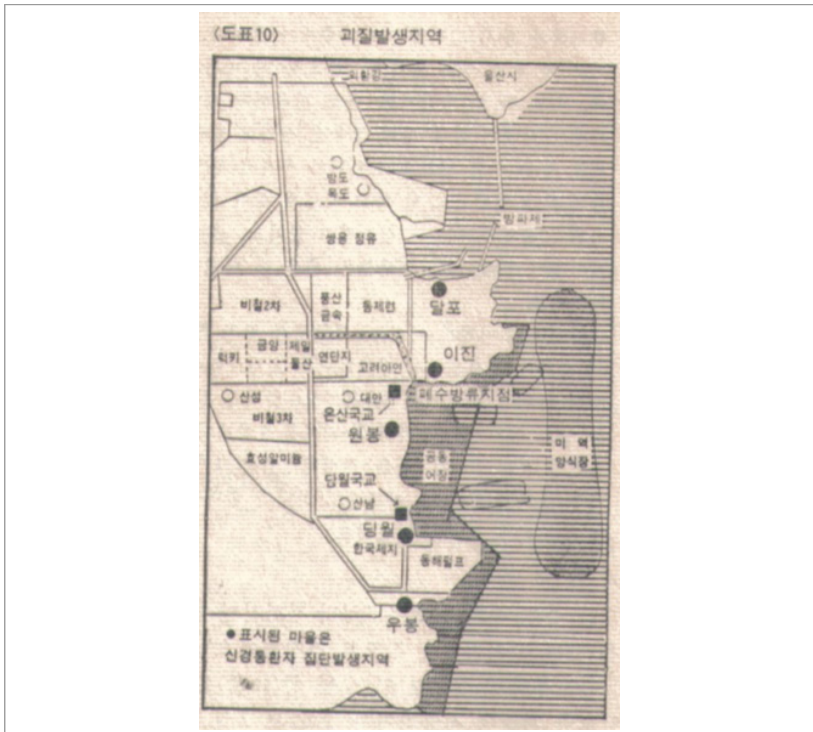 〈도표10〉 괴질발생지역
외황강
울산시
방도
목도
방파제
쌍용 정유
비철2차
풍산
금속
동제련
달포
이진
럭키
금양
제일
물산
연단지
고려아연
폐수방류지점
산성
대안
온산국교
비철3차
원봉
효성알미늄
공동
어장
미역
양식장
당월국교
산남
당월
한국제지
동해펄프
우봉
●표시된 마을은
신경통환자 집단발생지역